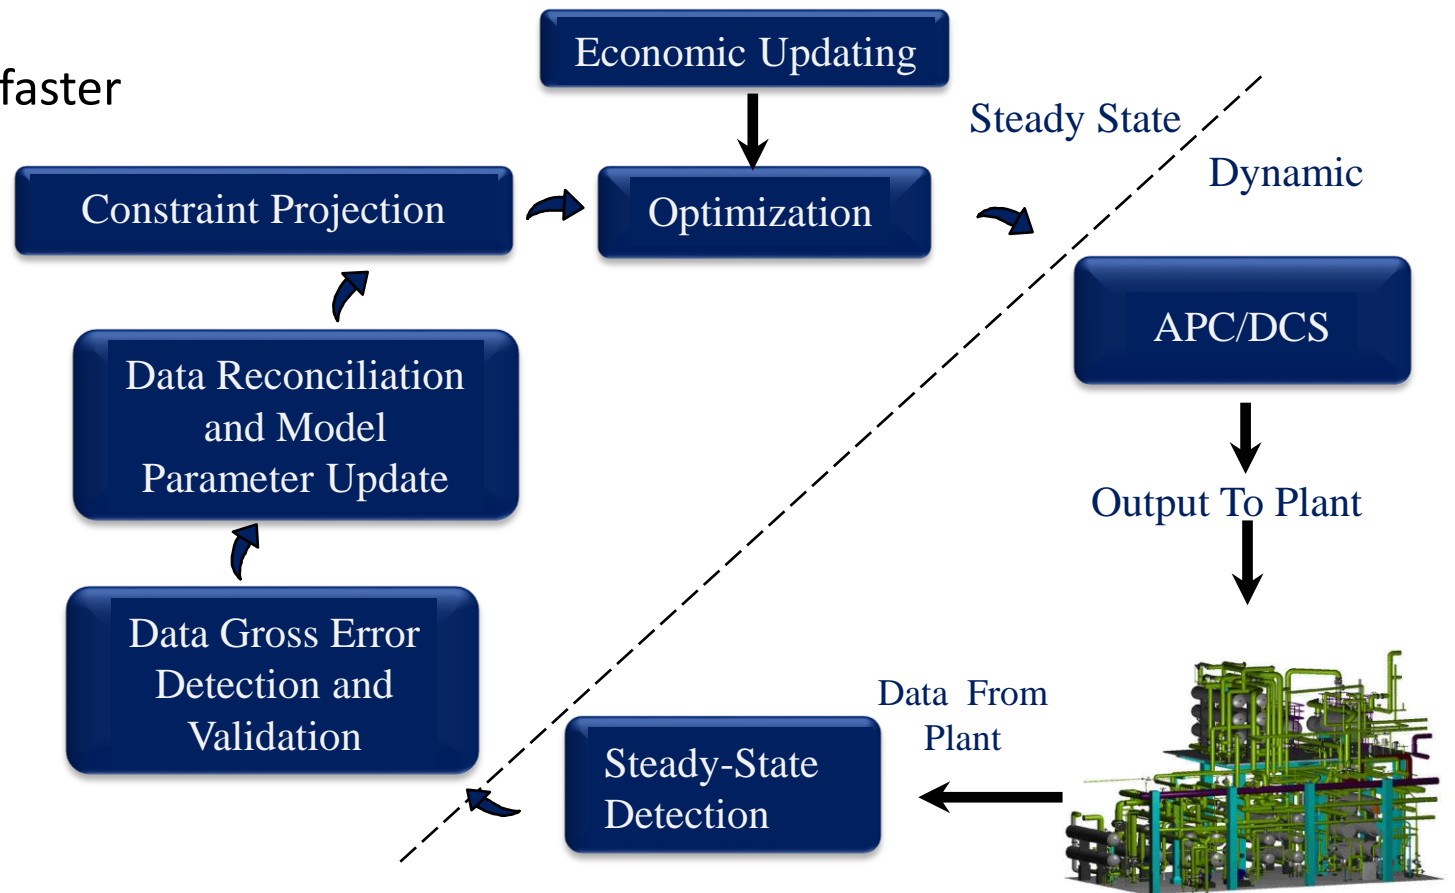 Economic Updating
faster
Steady State
Dynamic
Constraint Projection
Optimization
APC/DCS
Data Reconciliation
and Model
Parameter Update
Output To Plant
Data Gross Error
Detection and
Validation
Data From
Plant
Steady-State
Detection